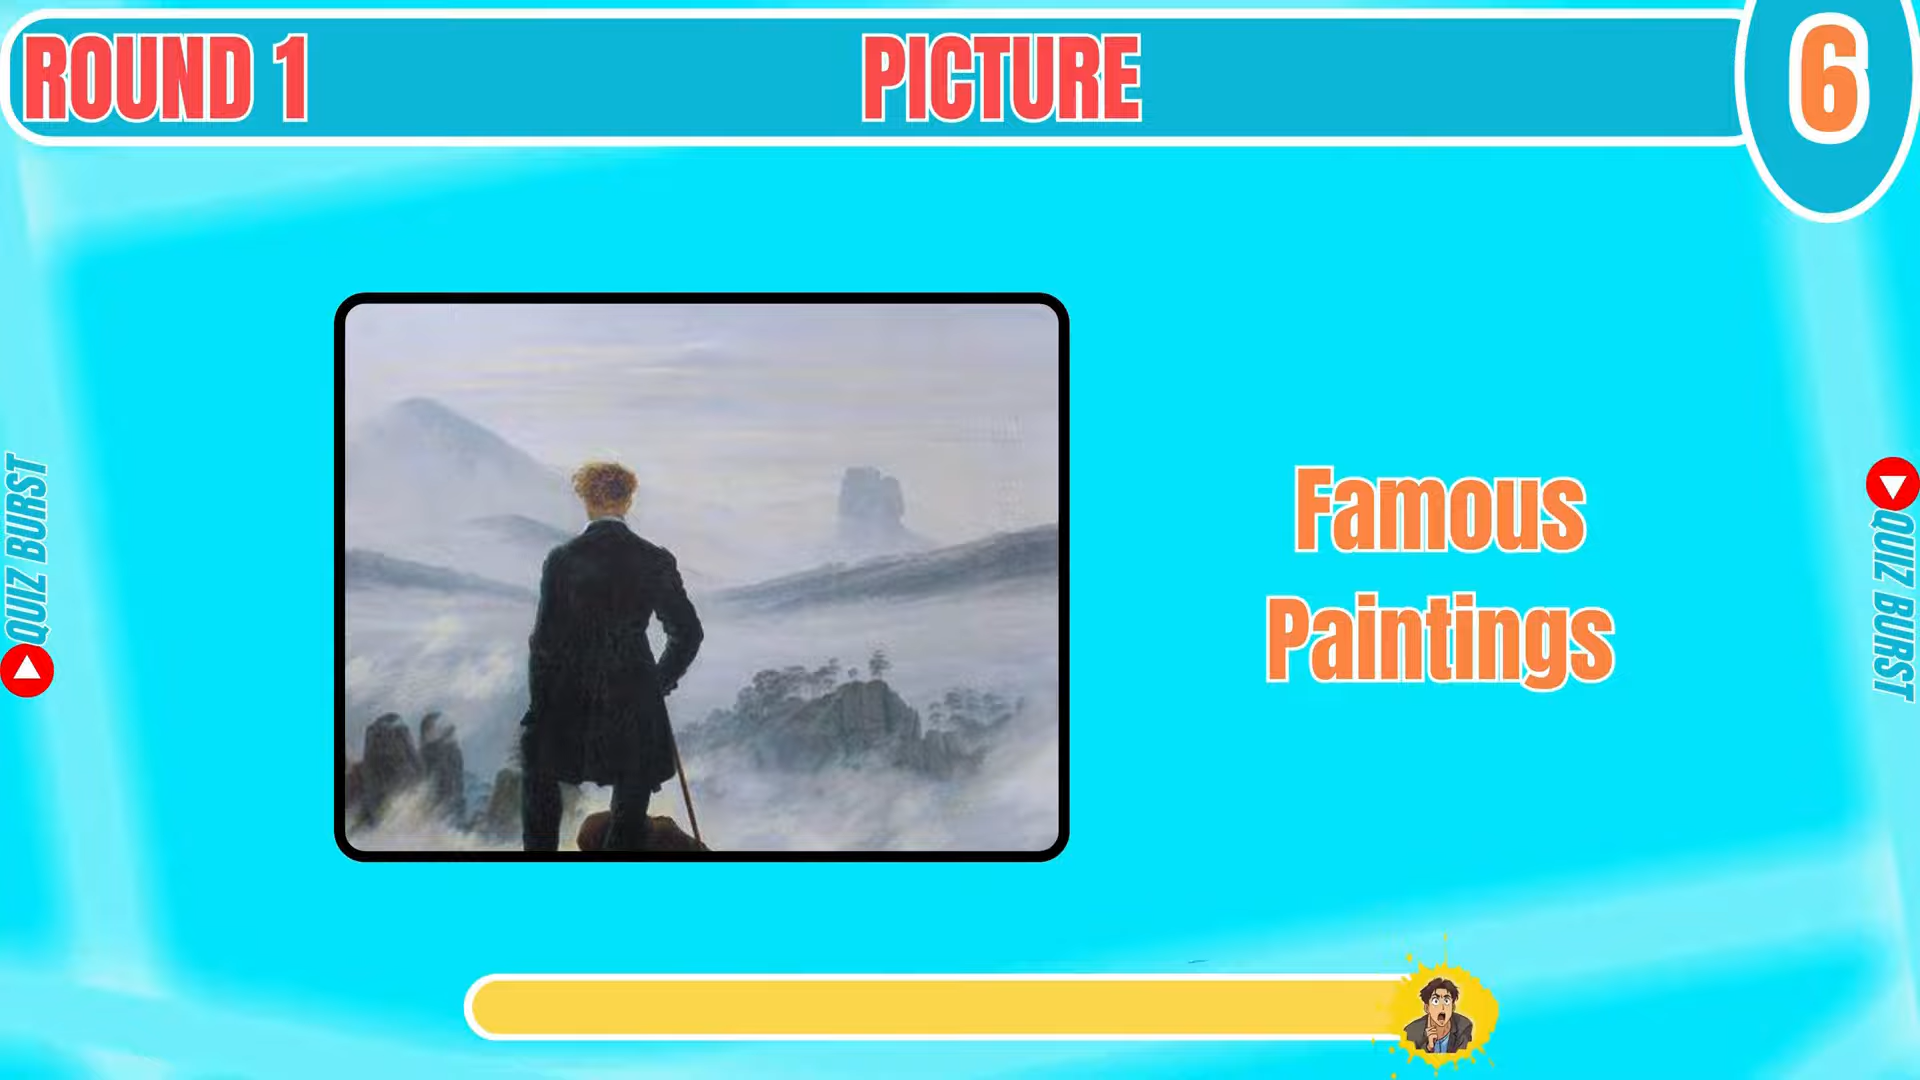 ROUND 1
PICTURE
6
QUIZ BURST
Famous
Paintings
QUIZ BURST